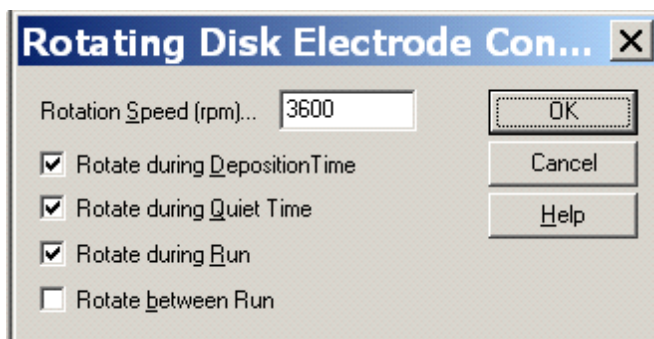 Rotating Disk Electrode Con...
Rotation Speed (rpm)... 3600
OK
Rotate during DepositionTime
Cancel
Rotate during Quiet Time
Help
Rotate during Run
Rotate between Run